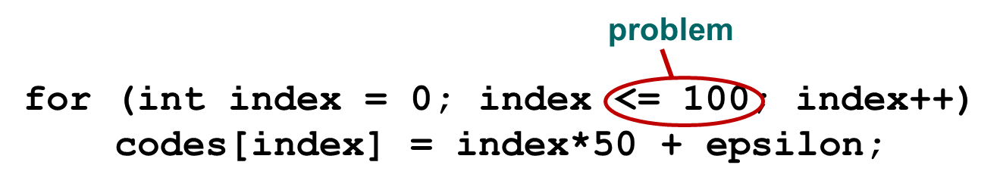 problem
for (int index = 0; index <= 100; index++)
codes[index] = index*50 + epsilon;